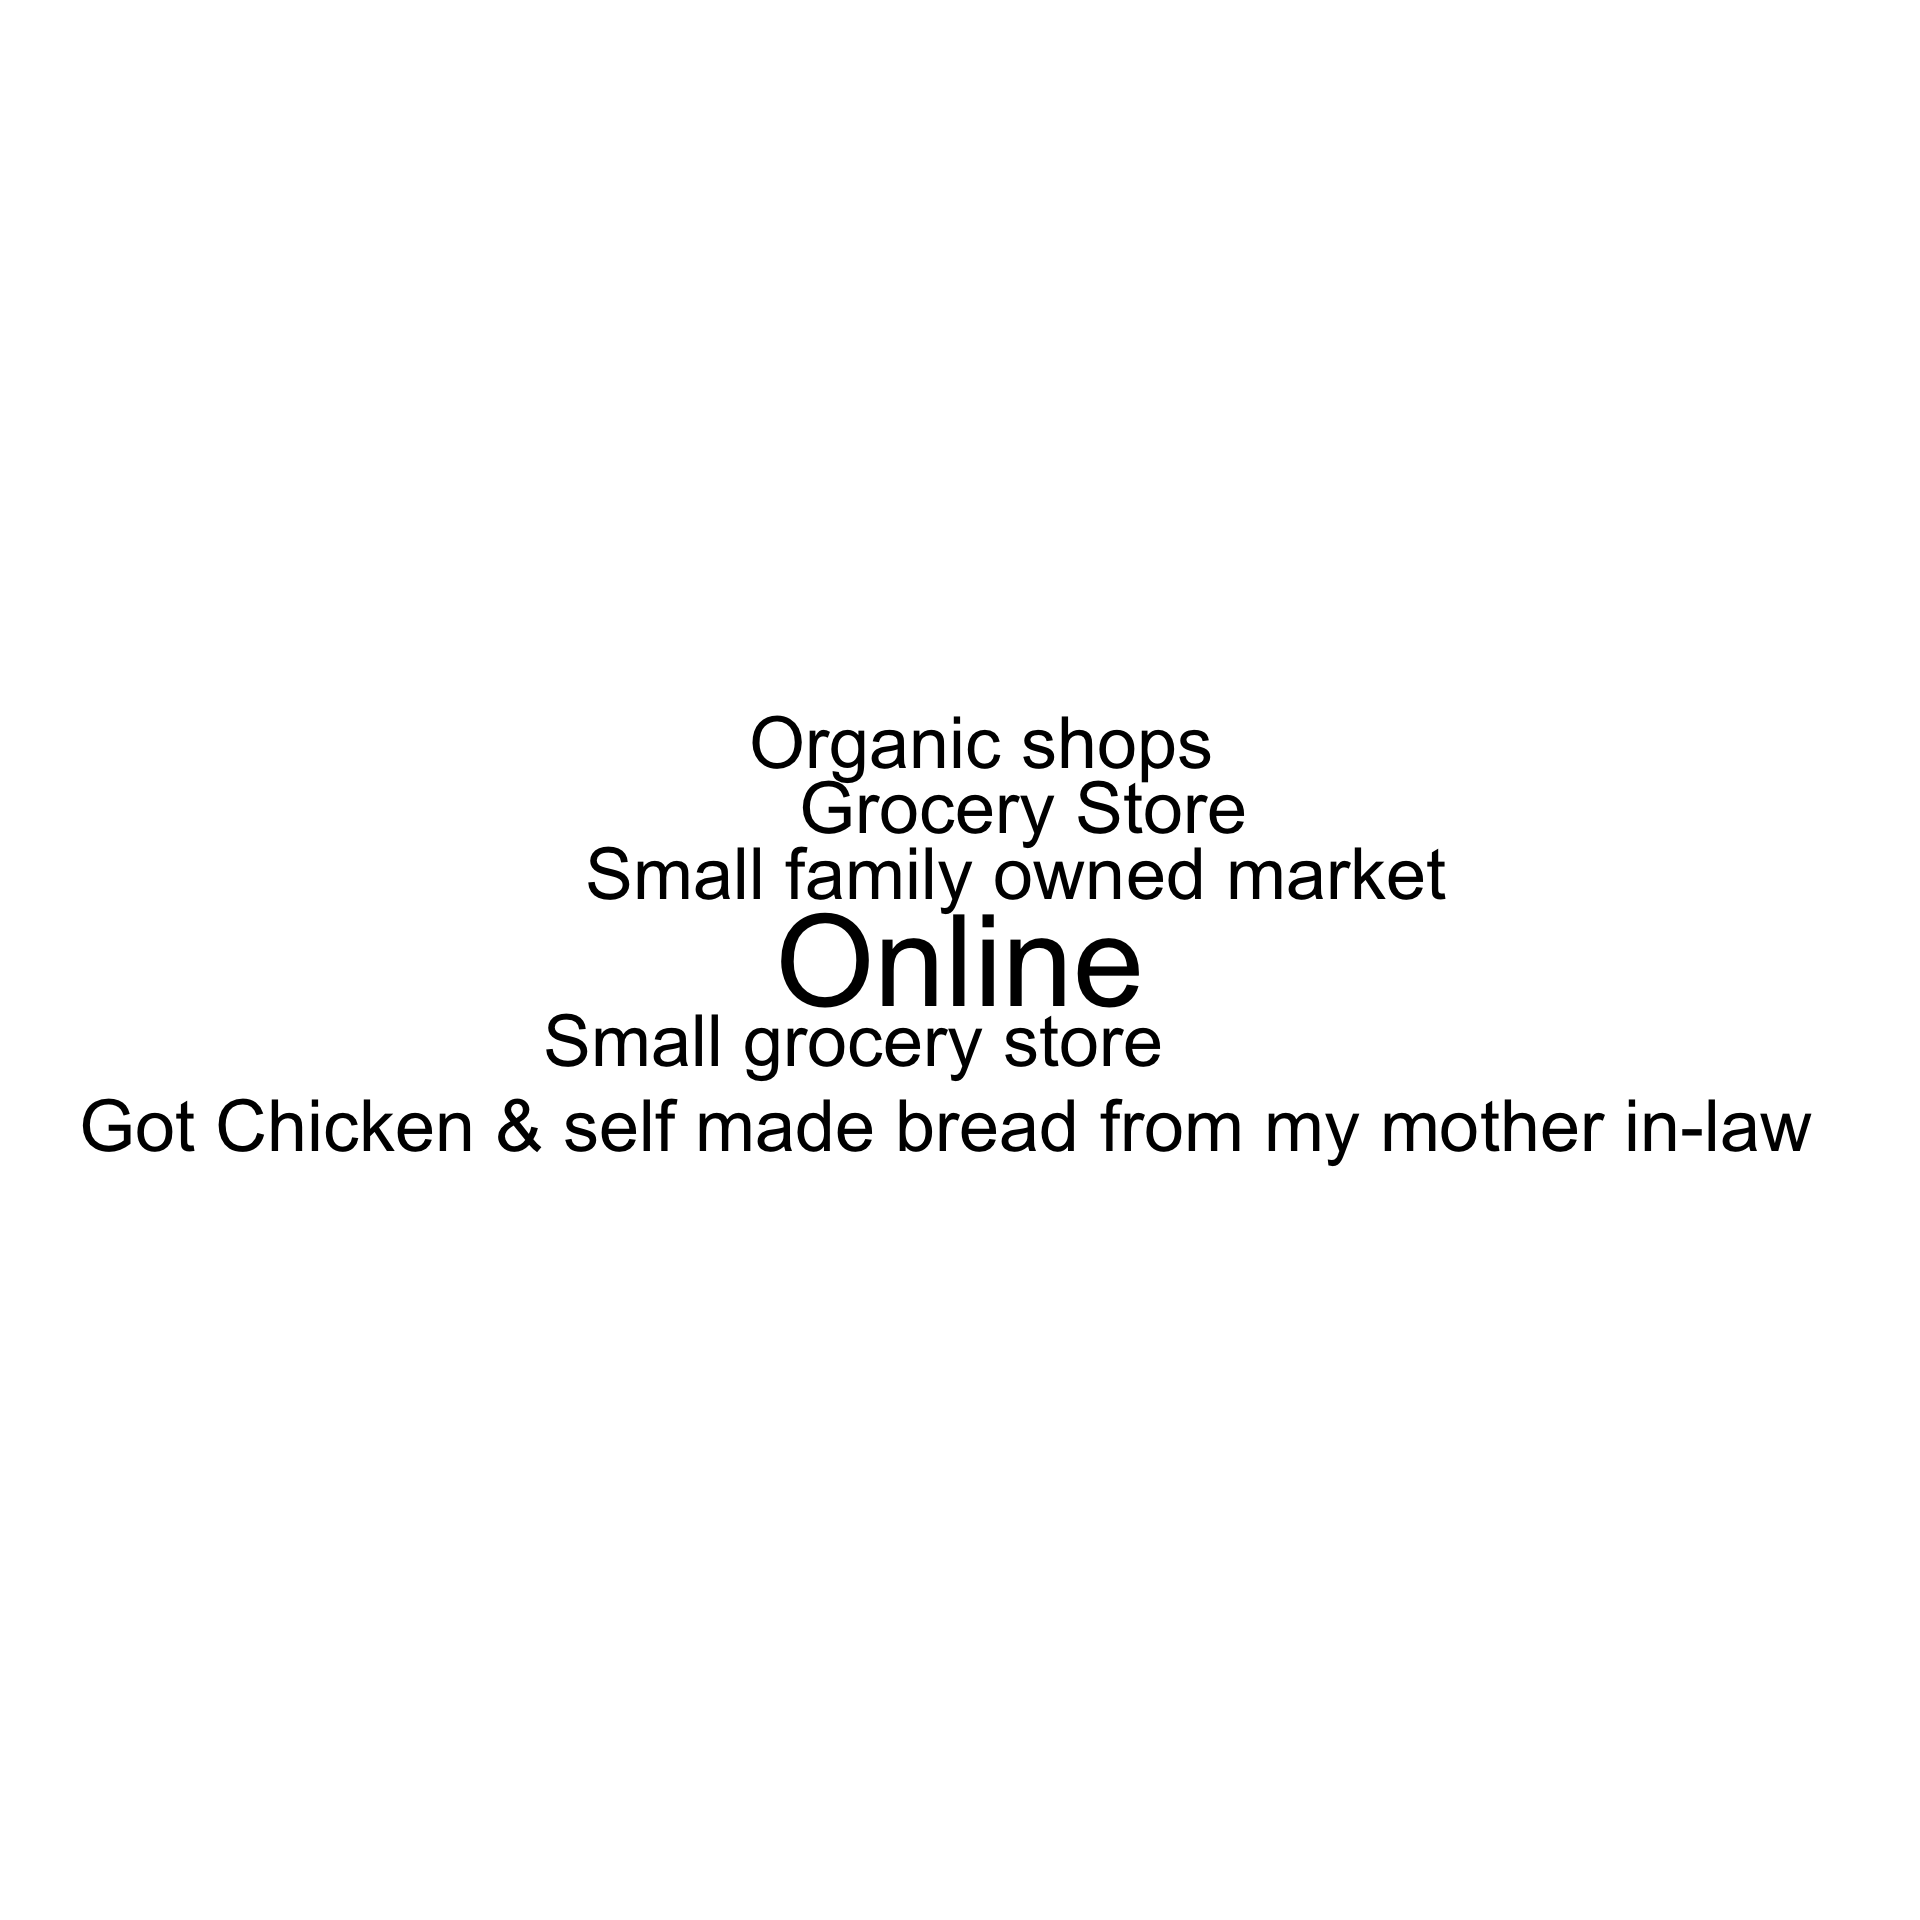 Organic shops
Grocery Store
Small family owned market
Online
Small grocery store
Got Chicken & self made bread from my mother in-law